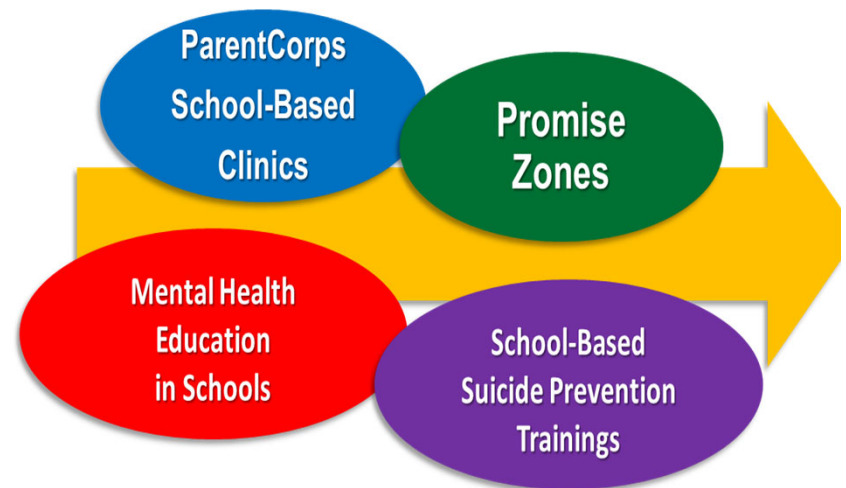 ParentCorps
School-Based
Clinics
Promise
Zones
Mental Health
Education
in Schools
School-Based
Suicide Prevention
Trainings